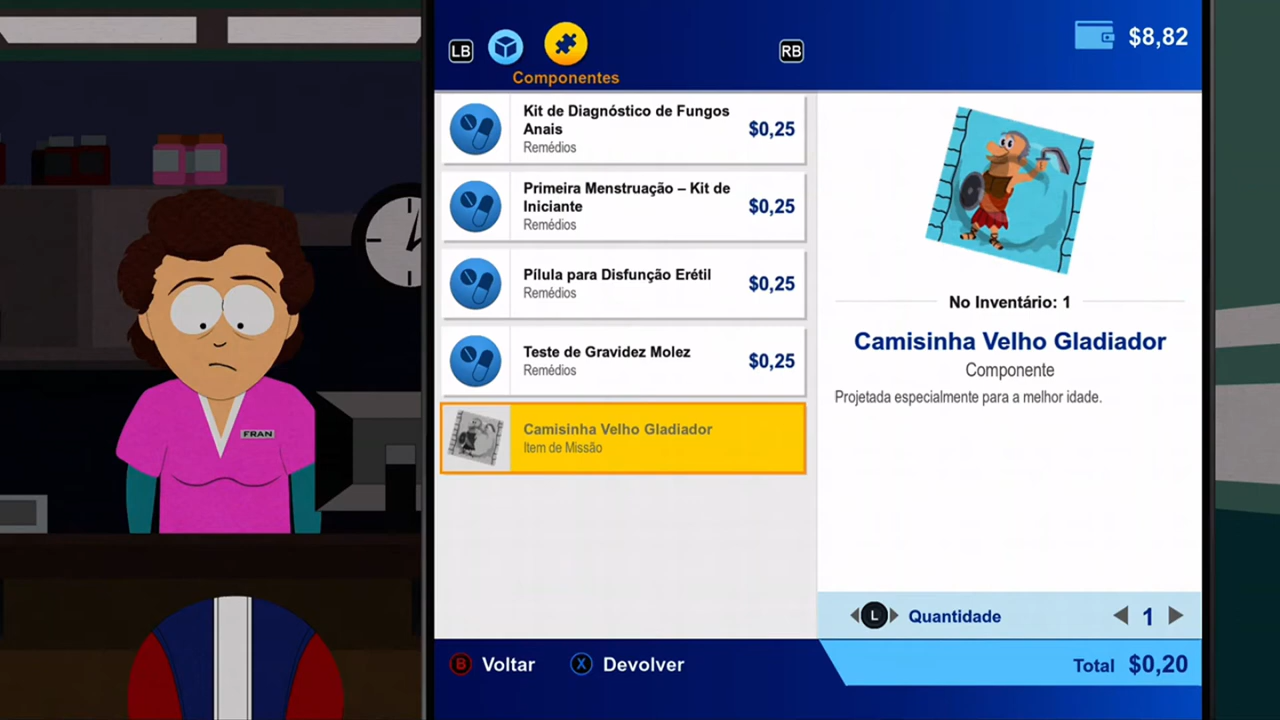 LB
RB
Componentes
$8,82
Kit de Diagnóstico de Fungos
Anais
Remédios
$0,25
Primeira Menstruação – Kit de
Iniciante
Remédios
$0,25
Pílula para Disfunção Erétil
Remédios
$0,25
Teste de Gravidez Molez
Remédios
$0,25
Camisinha Velho Gladiador
Item de Missão
FRAN
No Inventário: 1
Camisinha Velho Gladiador
Componente
Projetada especialmente para a melhor idade.
L Quantidade 1
B Voltar X Devolver
Total $0,20